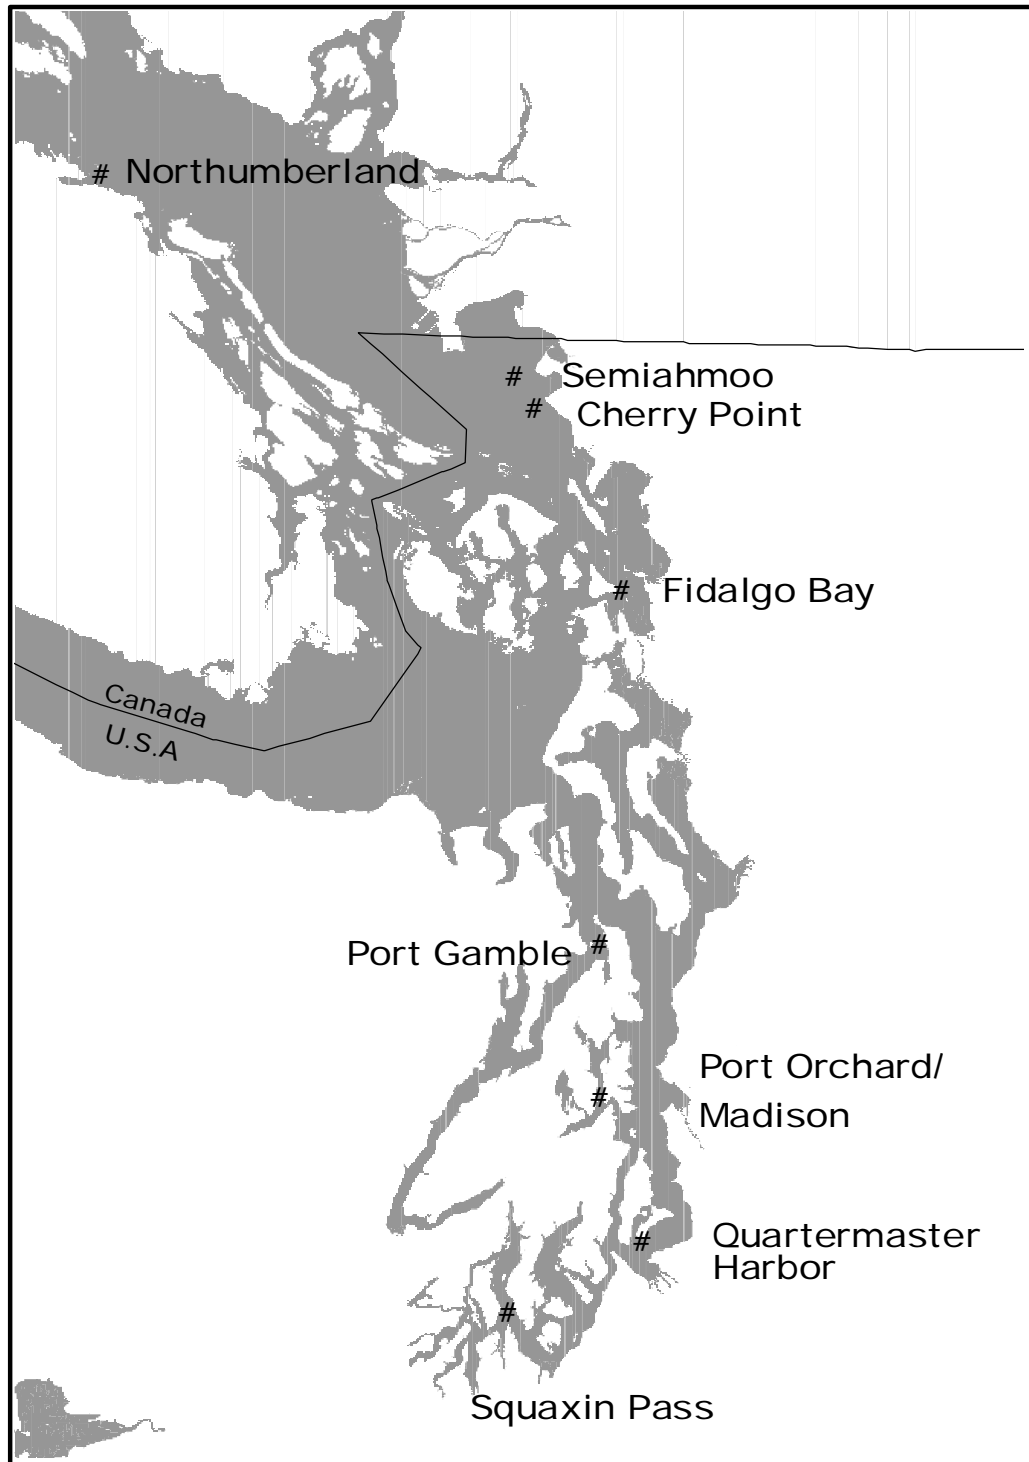 # Northumberland
# Semiahmoo
# Cherry Point
# Fidalgo Bay
Canada
U.S.A
Port Gamble #
Port Orchard/
# Madison
Quartermaster
# Harbor
#
Squaxin Pass